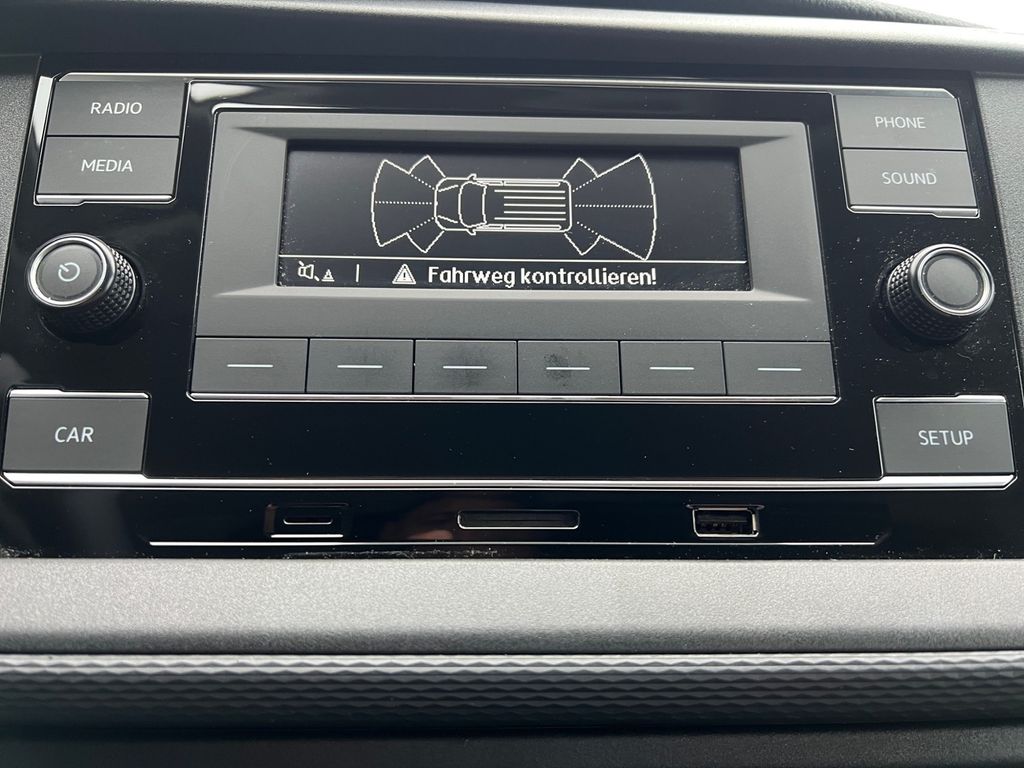 RADIO
PHONE
MEDIA
SOUND
Fahrweg kontrollieren!
CAR
SETUP